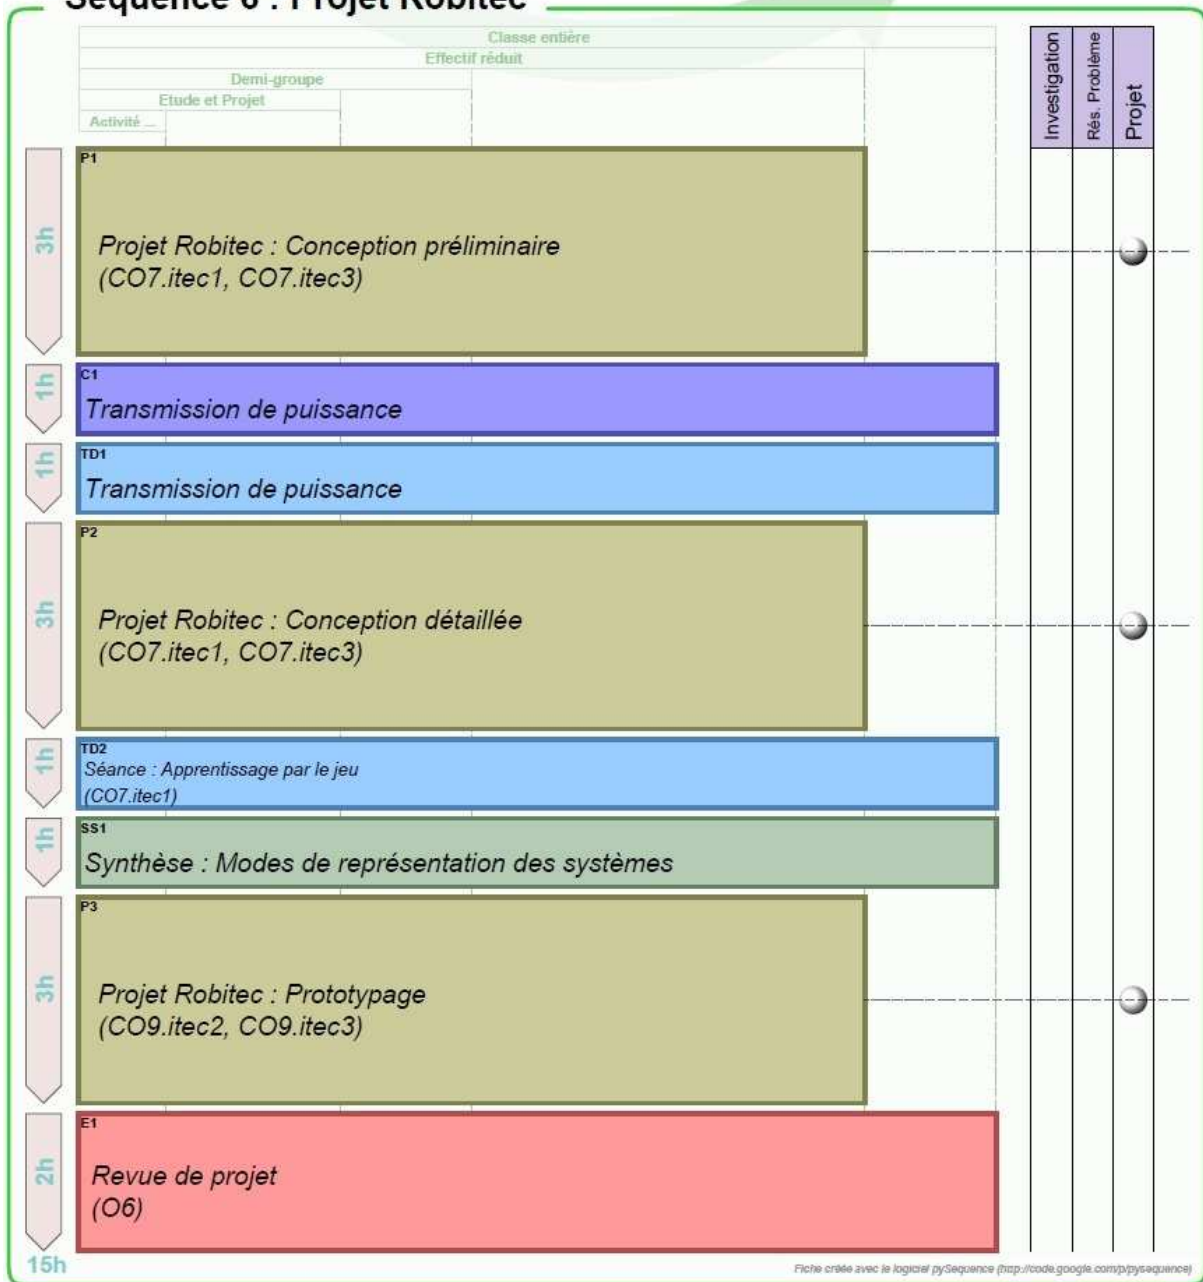 Séquence 6 : Projet Robitec
Classe entière
Effectif réduit
Demi-groupe
Etude et Projet
Activité ...
Investigation
Rés. Problème
Projet
3h
P1
Projet Robitec : Conception préliminaire
(CO7.itec1, CO7.itec3)
1h
C1
Transmission de puissance
1h
TD1
Transmission de puissance
3h
P2
Projet Robitec : Conception détaillée
(CO7.itec1, CO7.itec3)
1h
TD2
Séance : Apprentissage par le jeu
(CO7.itec1)
1h
SS1
Synthèse : Modes de représentation des systèmes
3h
P3
Projet Robitec : Prototypage
(CO9.itec2, CO9.itec3)
2h
E1
Revue de projet
(O6)
15h
Fiche créée avec le logiciel pySequence (http://code.google.com/p/pysequence)